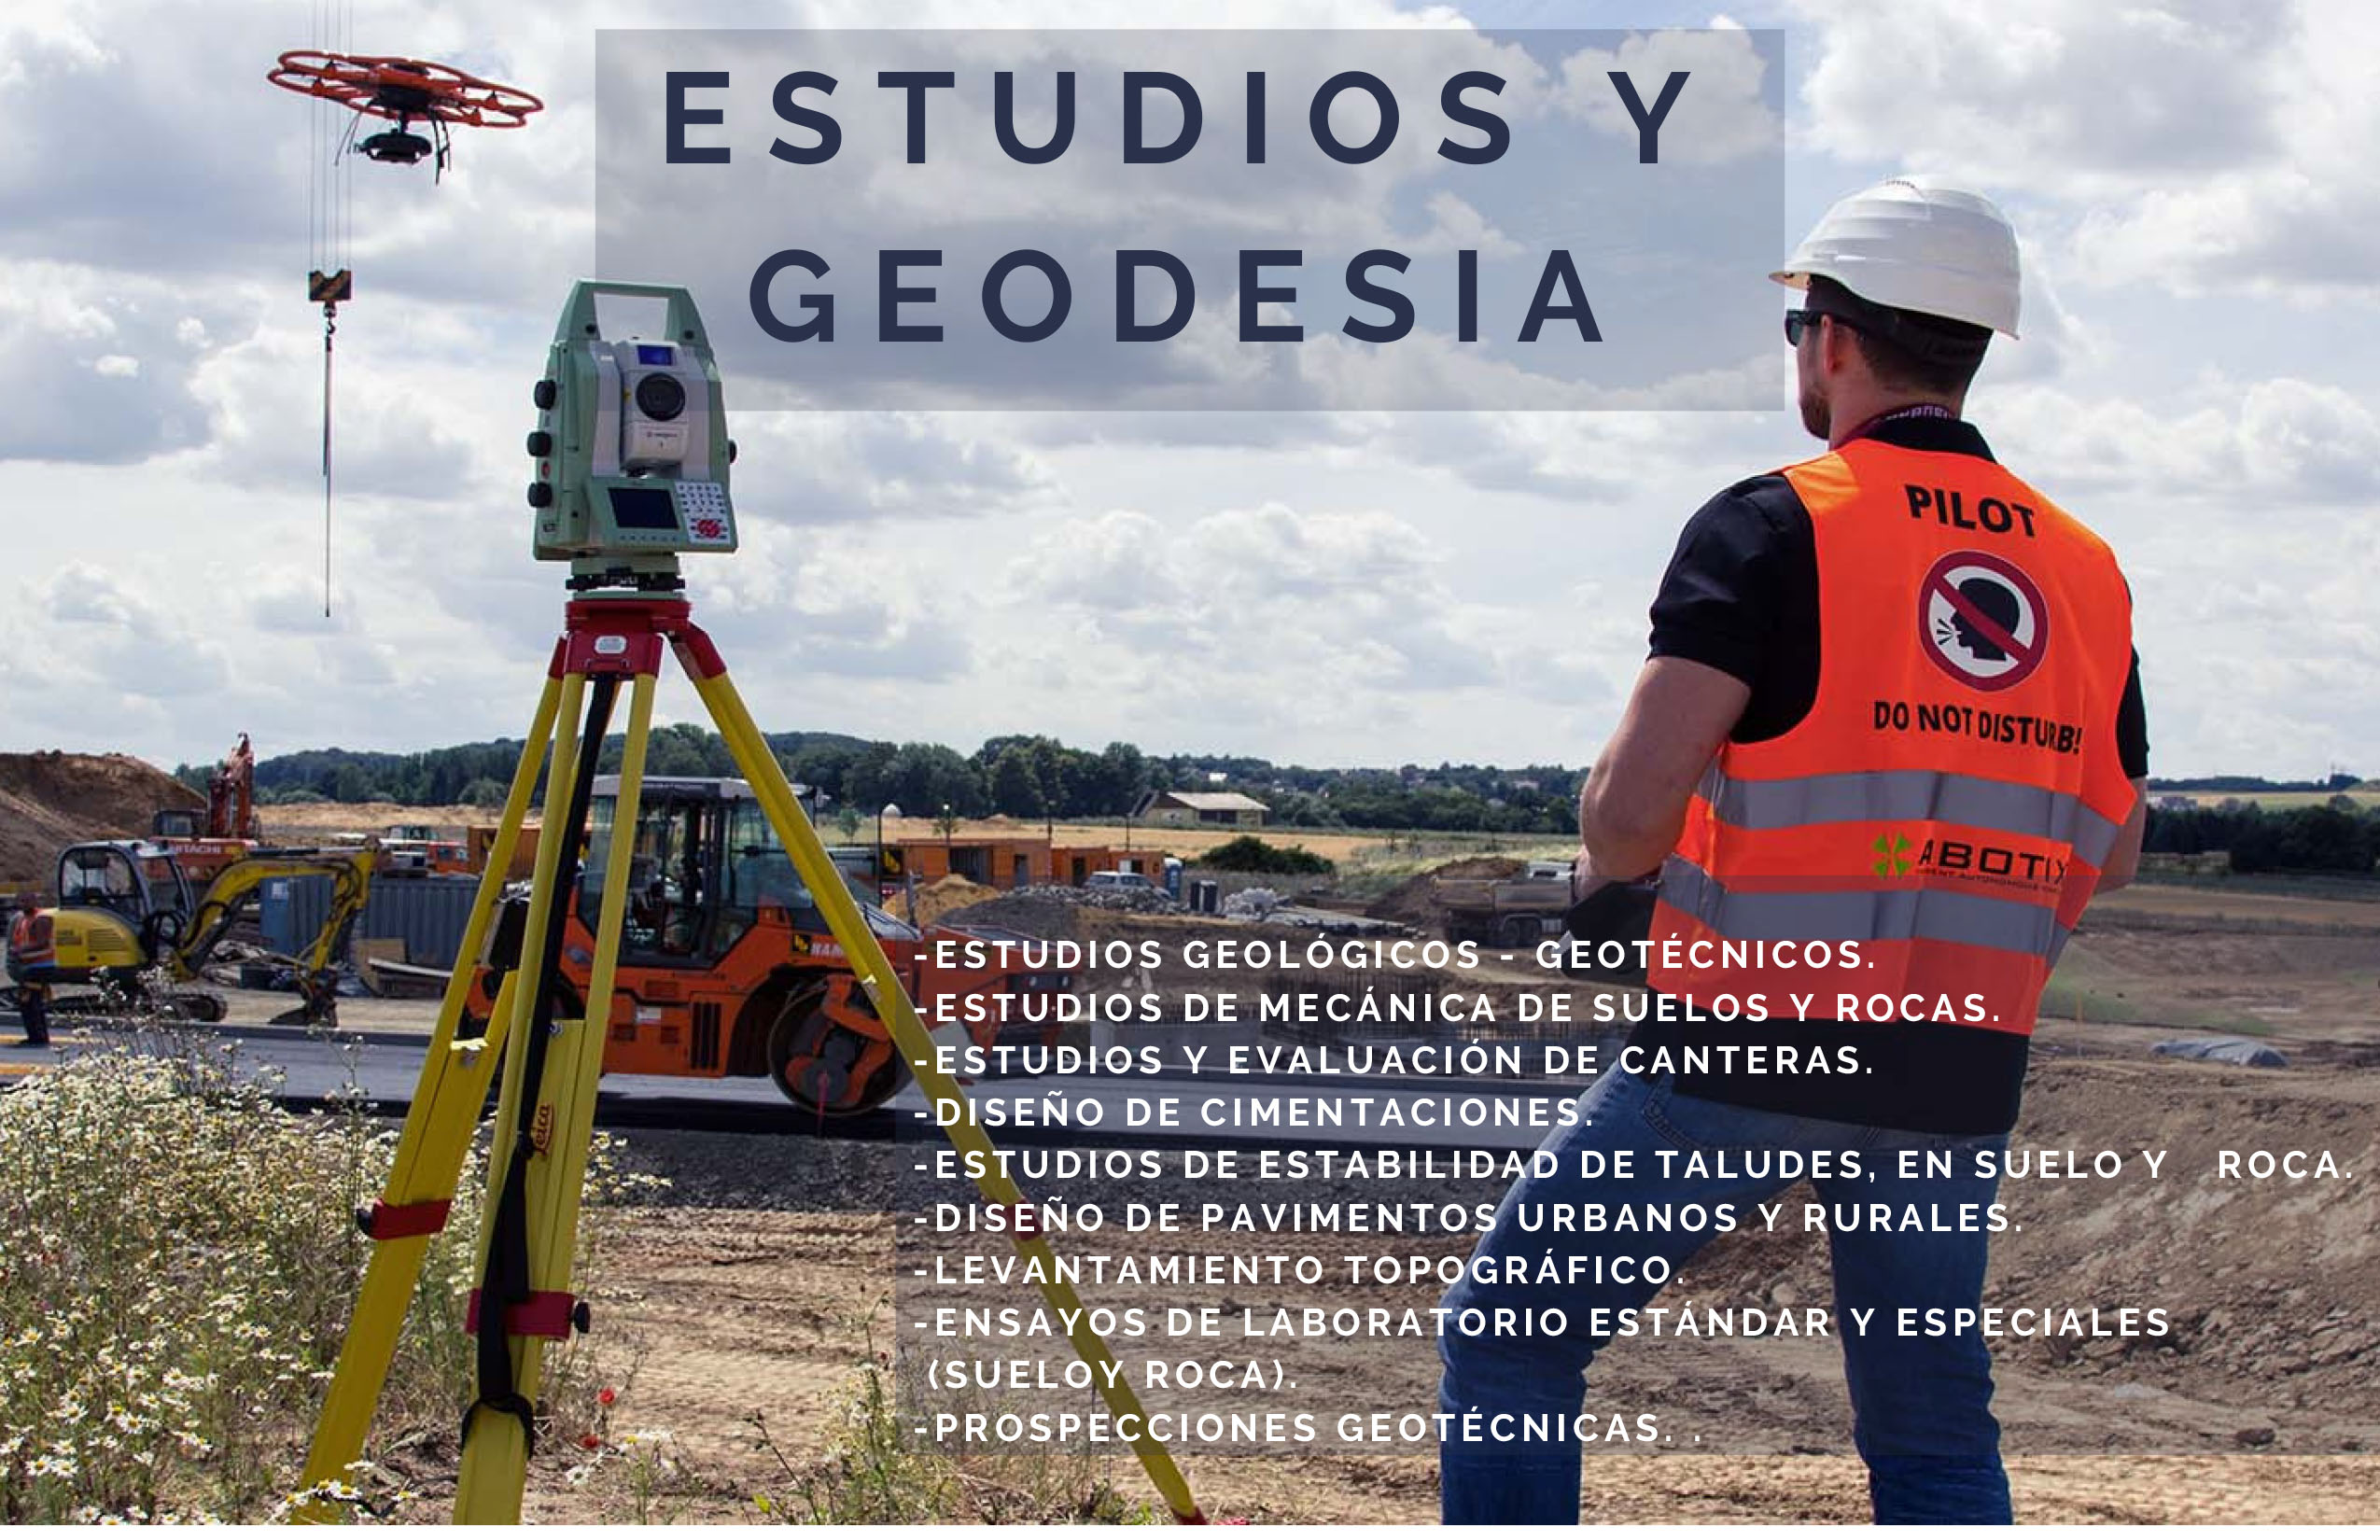 ESTUDIOS Y
GEODESIA
PILOT
DO NOT DISTURB!
ABOTIX
HITACHI
HAM
Leica
-ESTUDIOS GEOLÓGICOS - GEOTÉCNICOS.
-ESTUDIOS DE MECÁNICA DE SUELOS Y ROCAS.
-ESTUDIOS Y EVALUACIÓN DE CANTERAS.
-DISEÑO DE CIMENTACIONES.
-ESTUDIOS DE ESTABILIDAD DE TALUDES, EN SUELO Y ROCA.
-DISEÑO DE PAVIMENTOS URBANOS Y RURALES.
-LEVANTAMIENTO TOPOGRÁFICO.
-ENSAYOS DE LABORATORIO ESTÁNDAR Y ESPECIALES
(SUELOY ROCA).
-PROSPECCIONES GEOTÉCNICAS. .